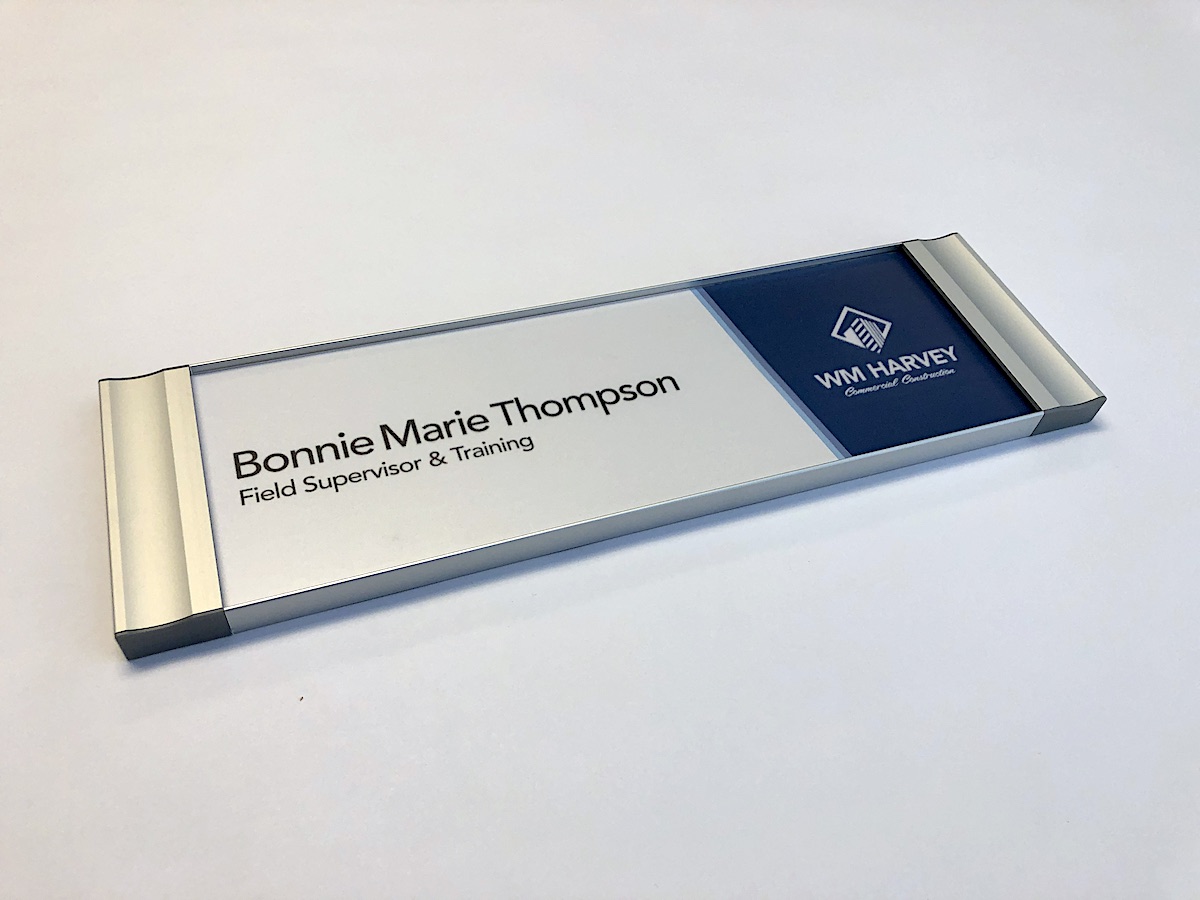 Bonnie Marie Thompson
Field Supervisor & Training
WM HARVEY
Commercial Construction